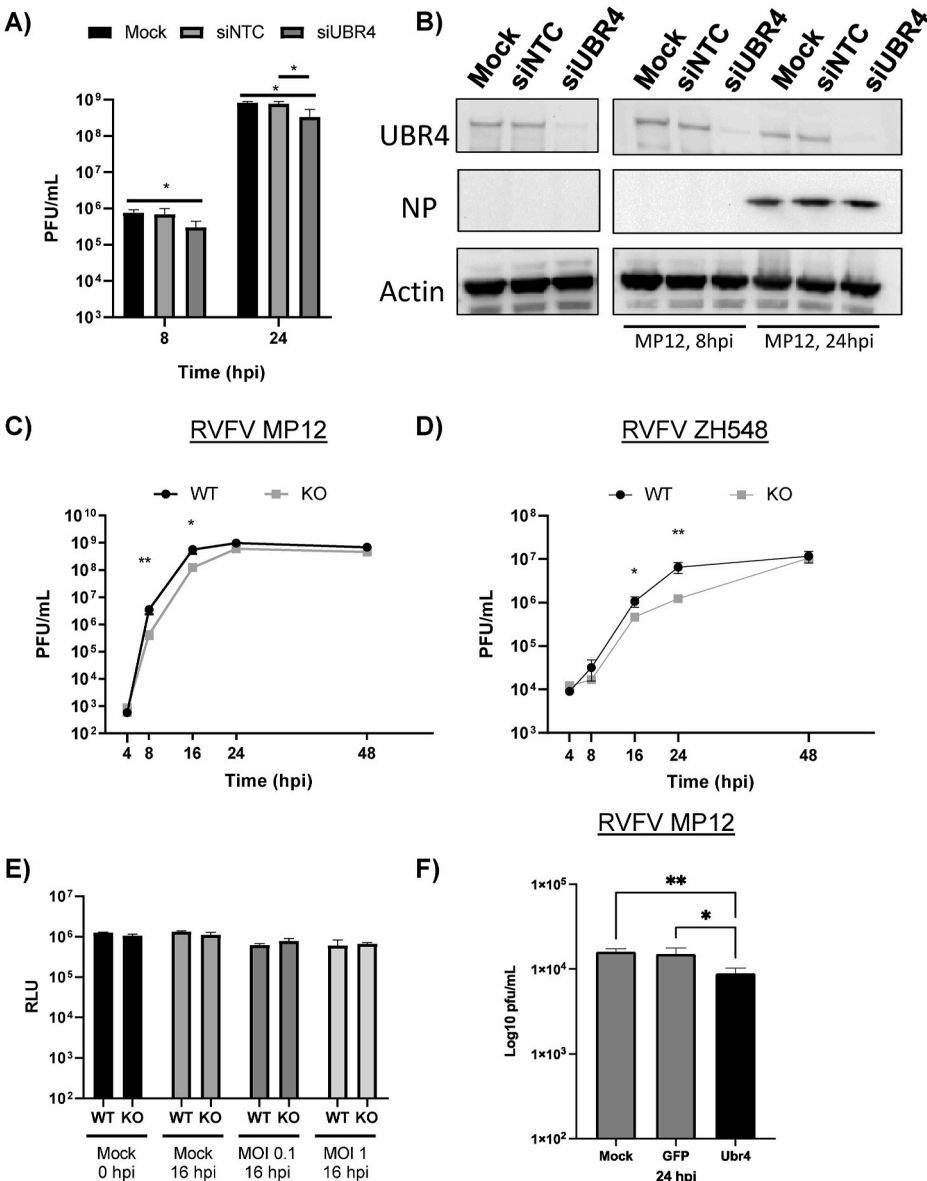 A)
Mock siNTC siUBR4
* * *
10⁹
10⁸
10⁷
10⁶
10⁵
10⁴
10³
PFU/mL
8 24
Time (hpi)
B)
Mock siNTC siUBR4 Mock siNTC siUBR4 Mock siNTC siUBR4
UBR4
NP
Actin
MP12, 8hpi MP12, 24hpi
C)
RVFV MP12
WT KO
** *
10¹⁰
10⁹
10⁸
10⁷
10⁶
10⁵
10⁴
10³
10²
PFU/mL
4 8 16 24 48
Time (hpi)
D)
RVFV ZH548
WT KO
* **
10⁸
10⁷
10⁶
10⁵
10⁴
10³
PFU/mL
4 8 16 24 48
Time (hpi)
E)
10⁷
10⁶
10⁵
10⁴
10³
10²
RLU
WT KO WT KO WT KO WT KO
Mock Mock MOI 0.1 MOI 1
0 hpi 16 hpi 16 hpi 16 hpi
F)
RVFV MP12
** *
1×10⁵
1×10⁴
1×10³
1×10²
Log10 pfu/mL
Mock GFP Ubr4
24 hpi